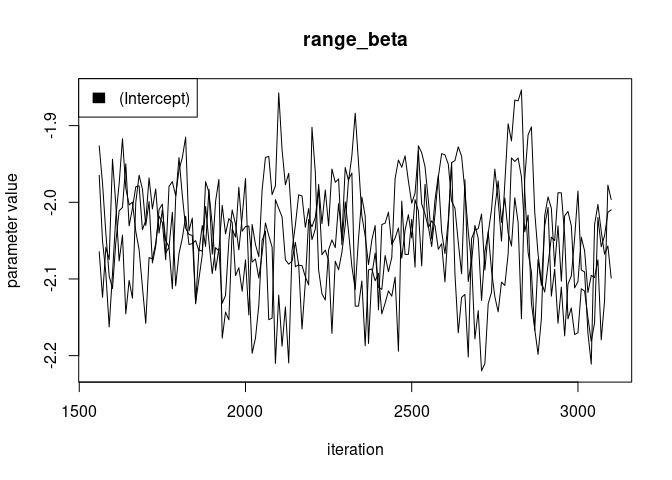 range_beta
(Intercept)
parameter value
-1.9
-2.0
-2.1
-2.2
1500 2000 2500 3000
iteration